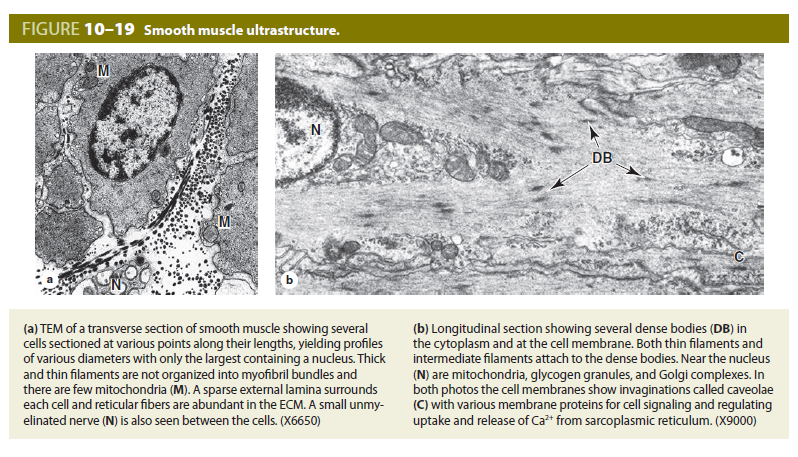 FIGURE 10–19 Smooth muscle ultrastructure.
M
M
N
a
N
DB
C
b
(a) TEM of a transverse section of smooth muscle showing several
cells sectioned at various points along their lengths, yielding profiles
of various diameters with only the largest containing a nucleus. Thick
and thin filaments are not organized into myofibril bundles and
there are few mitochondria (M). A sparse external lamina surrounds
each cell and reticular fibers are abundant in the ECM. A small unmy-
elinated nerve (N) is also seen between the cells. (X6650)
(b) Longitudinal section showing several dense bodies (DB) in
the cytoplasm and at the cell membrane. Both thin filaments and
intermediate filaments attach to the dense bodies. Near the nucleus
(N) are mitochondria, glycogen granules, and Golgi complexes. In
both photos the cell membranes show invaginations called caveolae
(C) with various membrane proteins for cell signaling and regulating
uptake and release of Ca²⁺ from sarcoplasmic reticulum. (X9000)